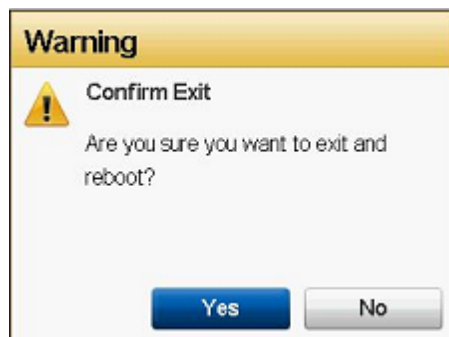 Warning
Confirm Exit
Are you sure you want to exit and
reboot?
Yes No